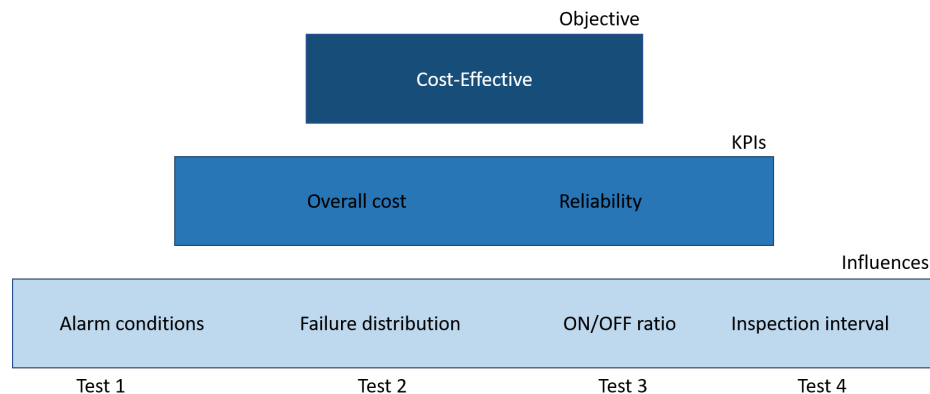 Objective
Cost-Effective
KPIs
Overall cost Reliability
Influences
Alarm conditions Failure distribution ON/OFF ratio Inspection interval
Test 1 Test 2 Test 3 Test 4